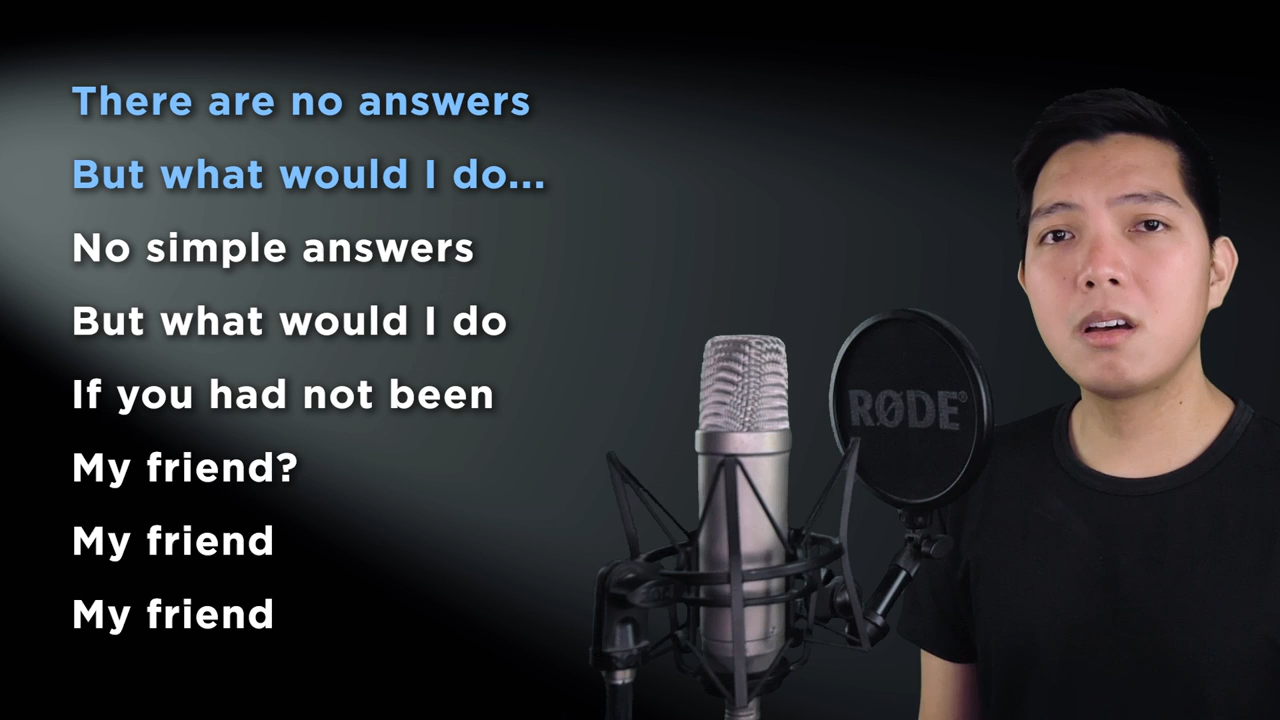 There are no answers
But what would I do...
No simple answers
But what would I do
If you had not been
My friend?
My friend
My friend
RØDE®